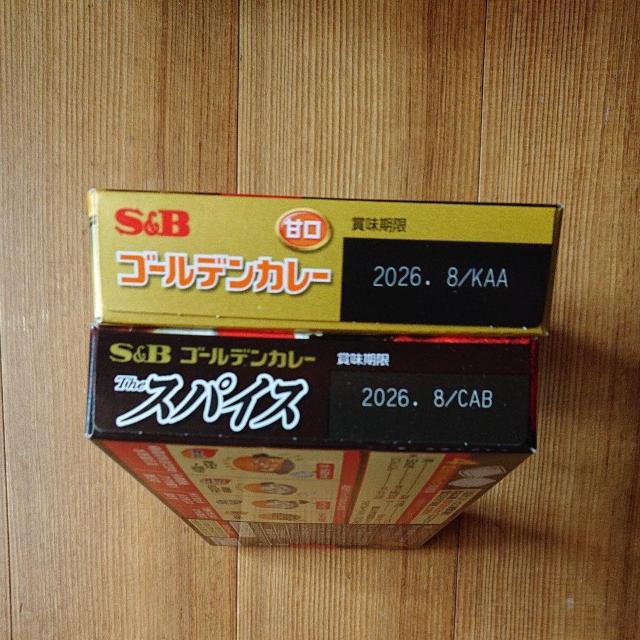 S&B
甘口
ゴールデンカレー
賞味期限
2026. 8/KAA
S&B ゴールデンカレー
The スパイス
賞味期限
2026. 8/CAB